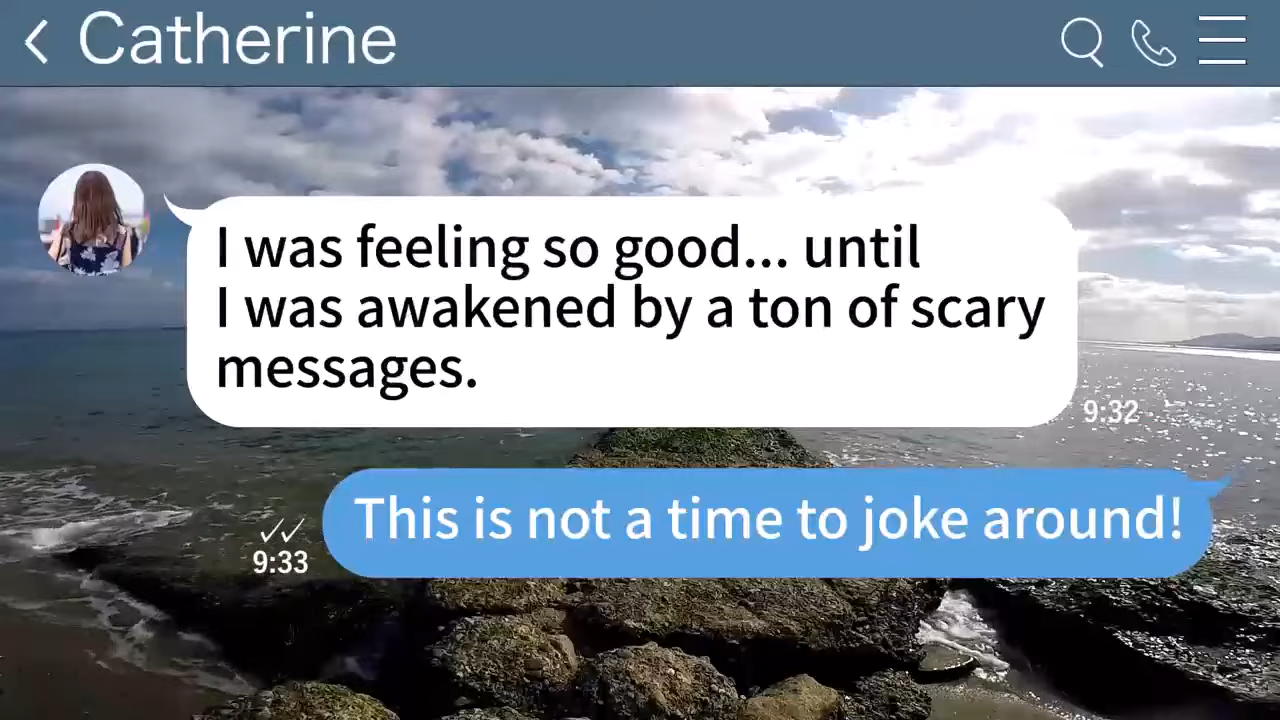 Catherine
I was feeling so good... until
I was awakened by a ton of scary
messages.
9:32
This is not a time to joke around!
9:33